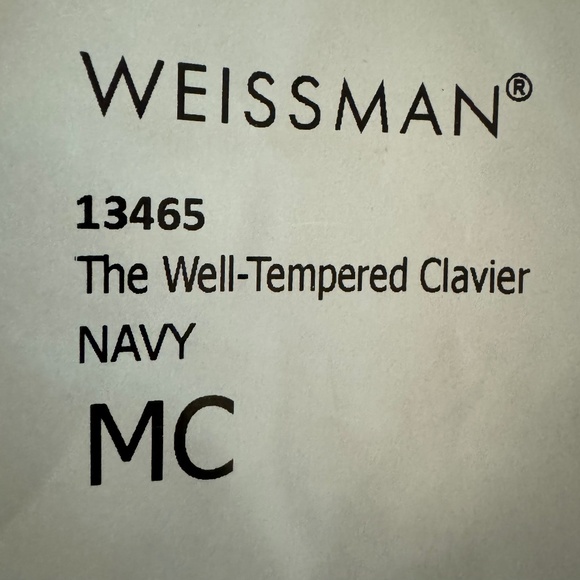 WEISSMAN®
13465
The Well-Tempered Clavier
NAVY
MC